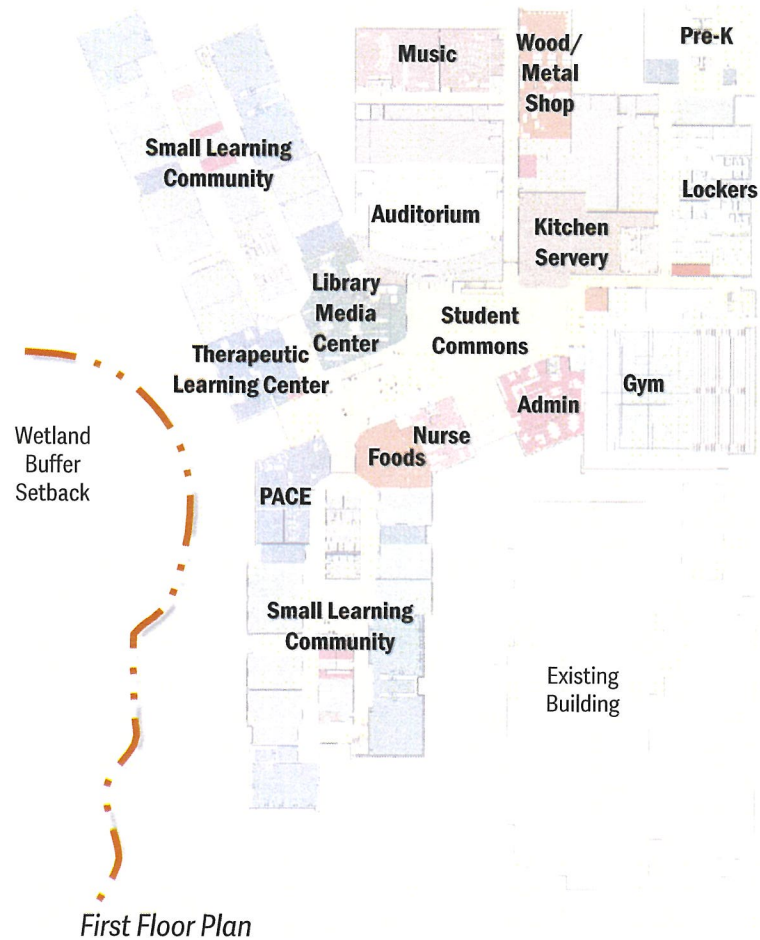 Music
Wood/
Metal
Shop
Pre-K
Small Learning
Community
Lockers
Auditorium
Kitchen
Servery
Library
Media
Center
Student
Commons
Therapeutic
Learning Center
Gym
Admin
Wetland
Buffer
Setback
Nurse
Foods
PACE
Small Learning
Community
Existing
Building
First Floor Plan